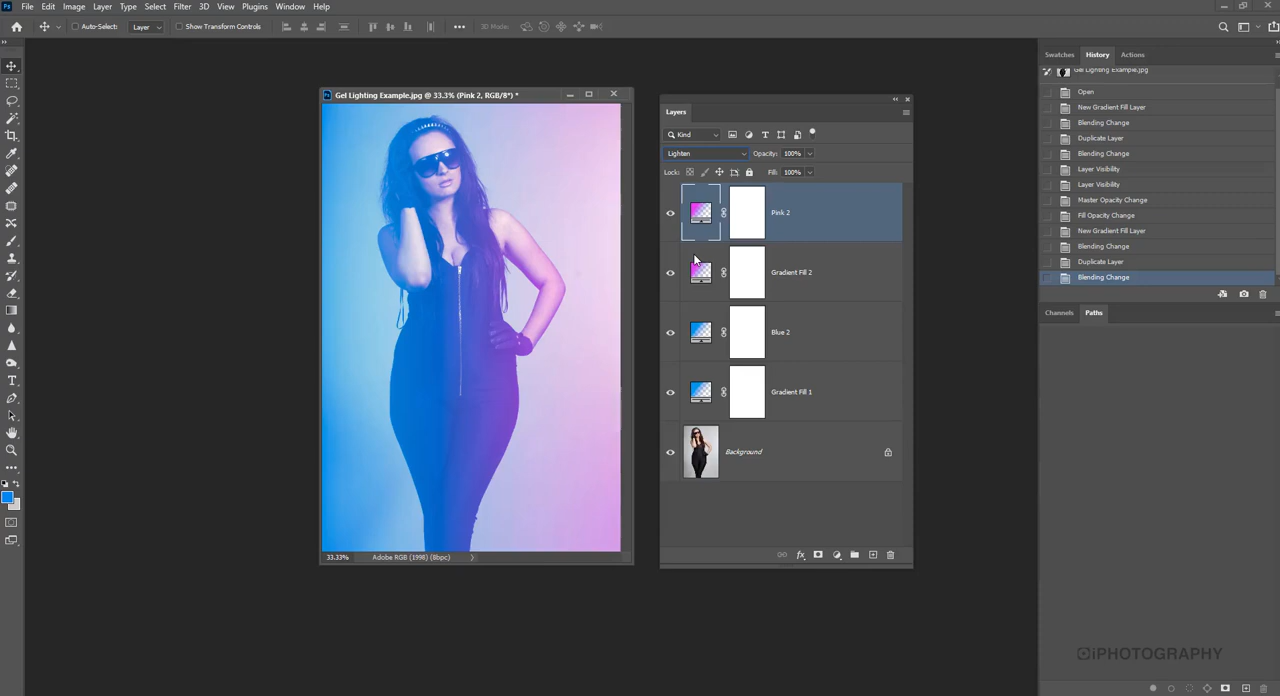 Ps File Edit Image Layer Type Select Filter 3D View Plugins Window Help
Auto-Select: Layer Show Transform Controls 3D Mode:
Swatches History Actions
Gel Lighting Example.jpg
Open
New Gradient Fill Layer
Blending Change
Duplicate Layer
Blending Change
Layer Visibility
Layer Visibility
Master Opacity Change
Fill Opacity Change
New Gradient Fill Layer
Blending Change
Duplicate Layer
Blending Change
Channels Paths
Ps Gel Lighting Example.jpg @ 33.3% (Pink 2, RGB/8*) *
33.33% Adobe RGB (1998) (8bpc)
Layers
Kind
Lighten Opacity: 100%
Lock: Fill: 100%
Pink 2
Gradient Fill 2
Blue 2
Gradient Fill 1
Background
fx
iPHOTOGRAPHY